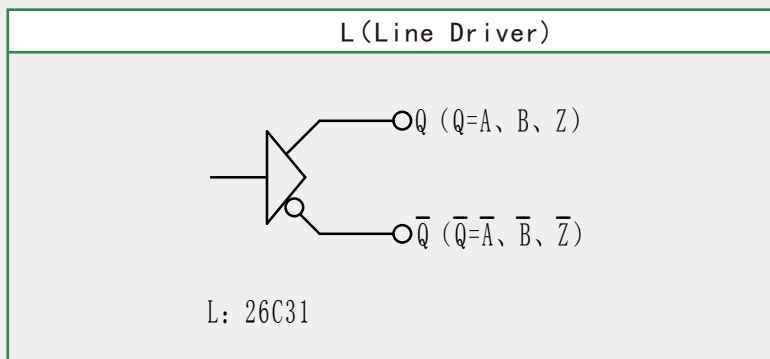 L(Line Driver)
Q (Q=A、B、Z)
Q̅ (Q̅=A̅、B̅、Z̅)
L: 26C31